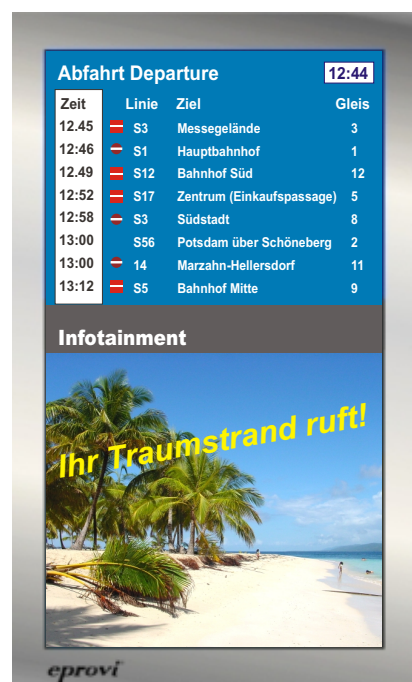 Abfahrt Departure 12:44
Zeit Linie Ziel Gleis
12.45 S3 Messegelände 3
12:46 S1 Hauptbahnhof 1
12.49 S12 Bahnhof Süd 12
12:52 S17 Zentrum (Einkaufspassage) 5
12:58 S3 Südstadt 8
13:00 S56 Potsdam über Schöneberg 2
13:00 14 Marzahn-Hellersdorf 11
13:12 S5 Bahnhof Mitte 9
Infotainment
Ihr Traumstrand ruft!
eprovi